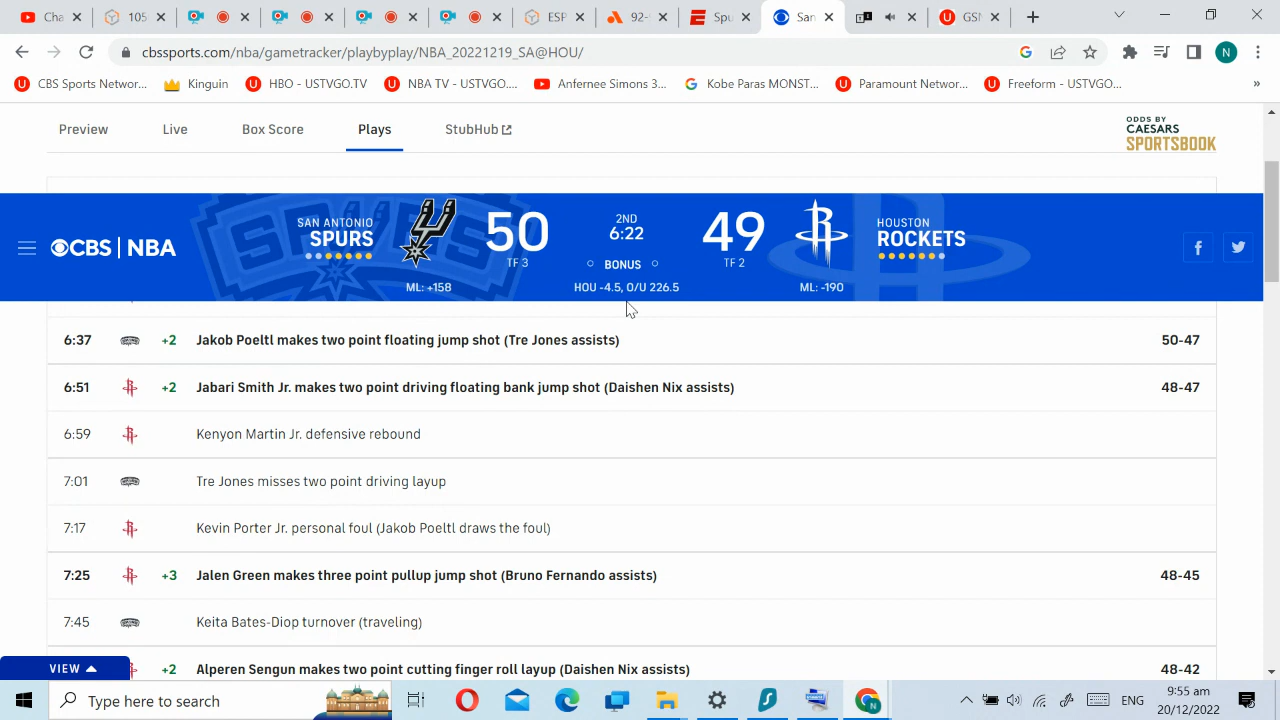 Cha
105
ESP
92-
Spu
San
GSN
cbssports.com/nba/gametracker/playbyplay/NBA_20221219_SA@HOU/
N
CBS Sports Networ...
Kinguin
HBO - USTVGO.TV
NBA TV - USTVGO....
Anfernee Simons 3...
Kobe Paras MONST...
Paramount Networ...
Freeform - USTVGO...
»
Preview
Live
Box Score
Plays
StubHub
ODDS BY
CAESARS
SPORTSBOOK
CBS | NBA
SAN ANTONIO
SPURS
50
TF 3
ML: +158
2ND
6:22
BONUS
HOU -4.5, O/U 226.5
49
TF 2
ML: -190
HOUSTON
ROCKETS
6:37 +2 Jakob Poeltl makes two point floating jump shot (Tre Jones assists) 50-47
6:51 +2 Jabari Smith Jr. makes two point driving floating bank jump shot (Daishen Nix assists) 48-47
6:59 Kenyon Martin Jr. defensive rebound
7:01 Tre Jones misses two point driving layup
7:17 Kevin Porter Jr. personal foul (Jakob Poeltl draws the foul)
7:25 +3 Jalen Green makes three point pullup jump shot (Bruno Fernando assists) 48-45
7:45 Keita Bates-Diop turnover (traveling)
VIEW
+2 Alperen Sengun makes two point cutting finger roll layup (Daishen Nix assists) 48-42
Type here to search
ENG
9:55 am
20/12/2022